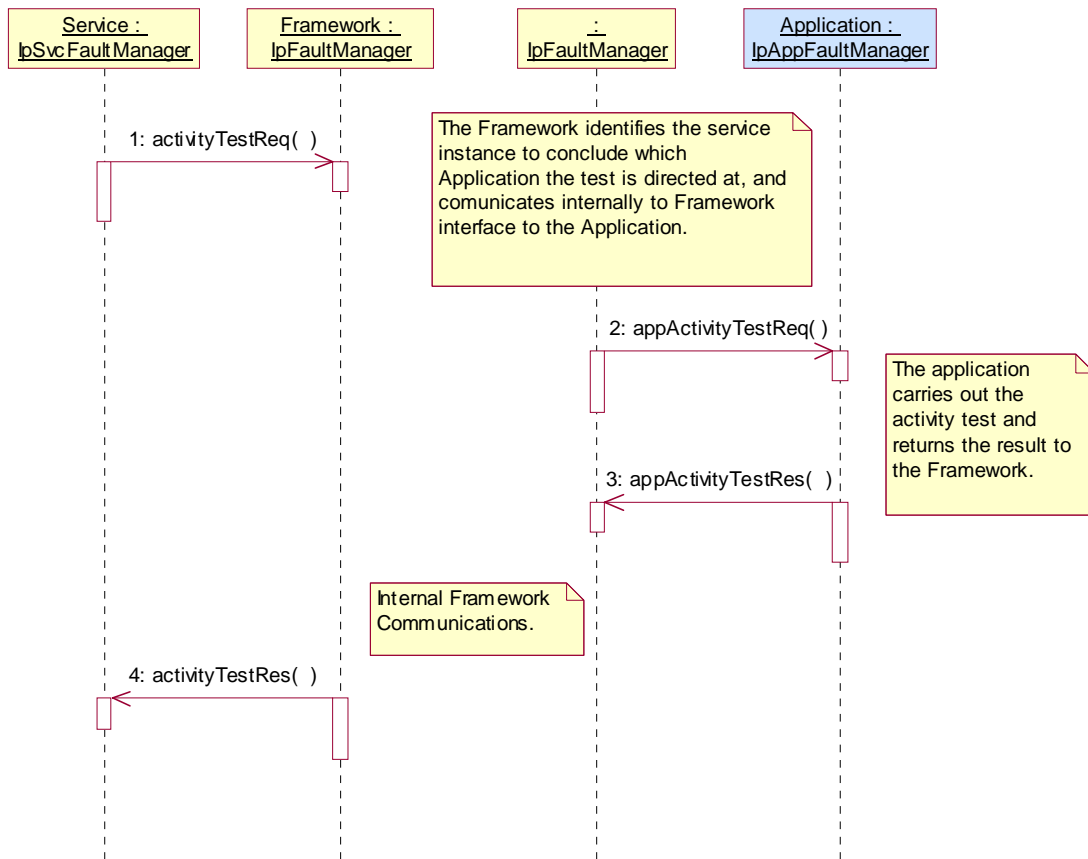 Service :
IpSvcFaultManager
Framework :
IpFaultManager
:
IpFaultManager
Application :
IpAppFaultManager
1: activityTestReq( )
The Framework identifies the service
instance to conclude which
Application the test is directed at, and
comunicates internally to Framework
interface to the Application.
2: appActivityTestReq( )
The application
carries out the
activity test and
returns the result to
the Framework.
3: appActivityTestRes( )
Internal Framework
Communications.
4: activityTestRes( )